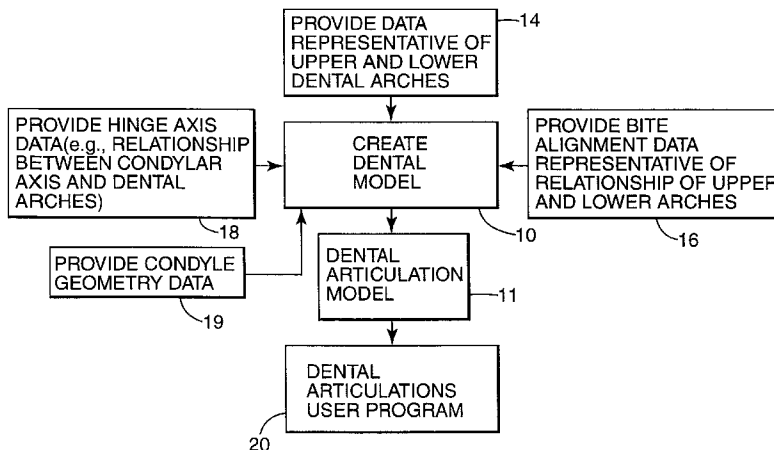 PROVIDE DATA
REPRESENTATIVE OF
UPPER AND LOWER
DENTAL ARCHES
14
PROVIDE HINGE AXIS
DATA(e.g., RELATIONSHIP
BETWEEN CONDYLAR
AXIS AND DENTAL
ARCHES)
18
CREATE
DENTAL
MODEL
10
PROVIDE BITE
ALIGNMENT DATA
REPRESENTATIVE OF
RELATIONSHIP OF UPPER
AND LOWER ARCHES
16
PROVIDE CONDYLE
GEOMETRY DATA
19
DENTAL
ARTICULATION
MODEL
11
DENTAL
ARTICULATIONS
USER PROGRAM
20